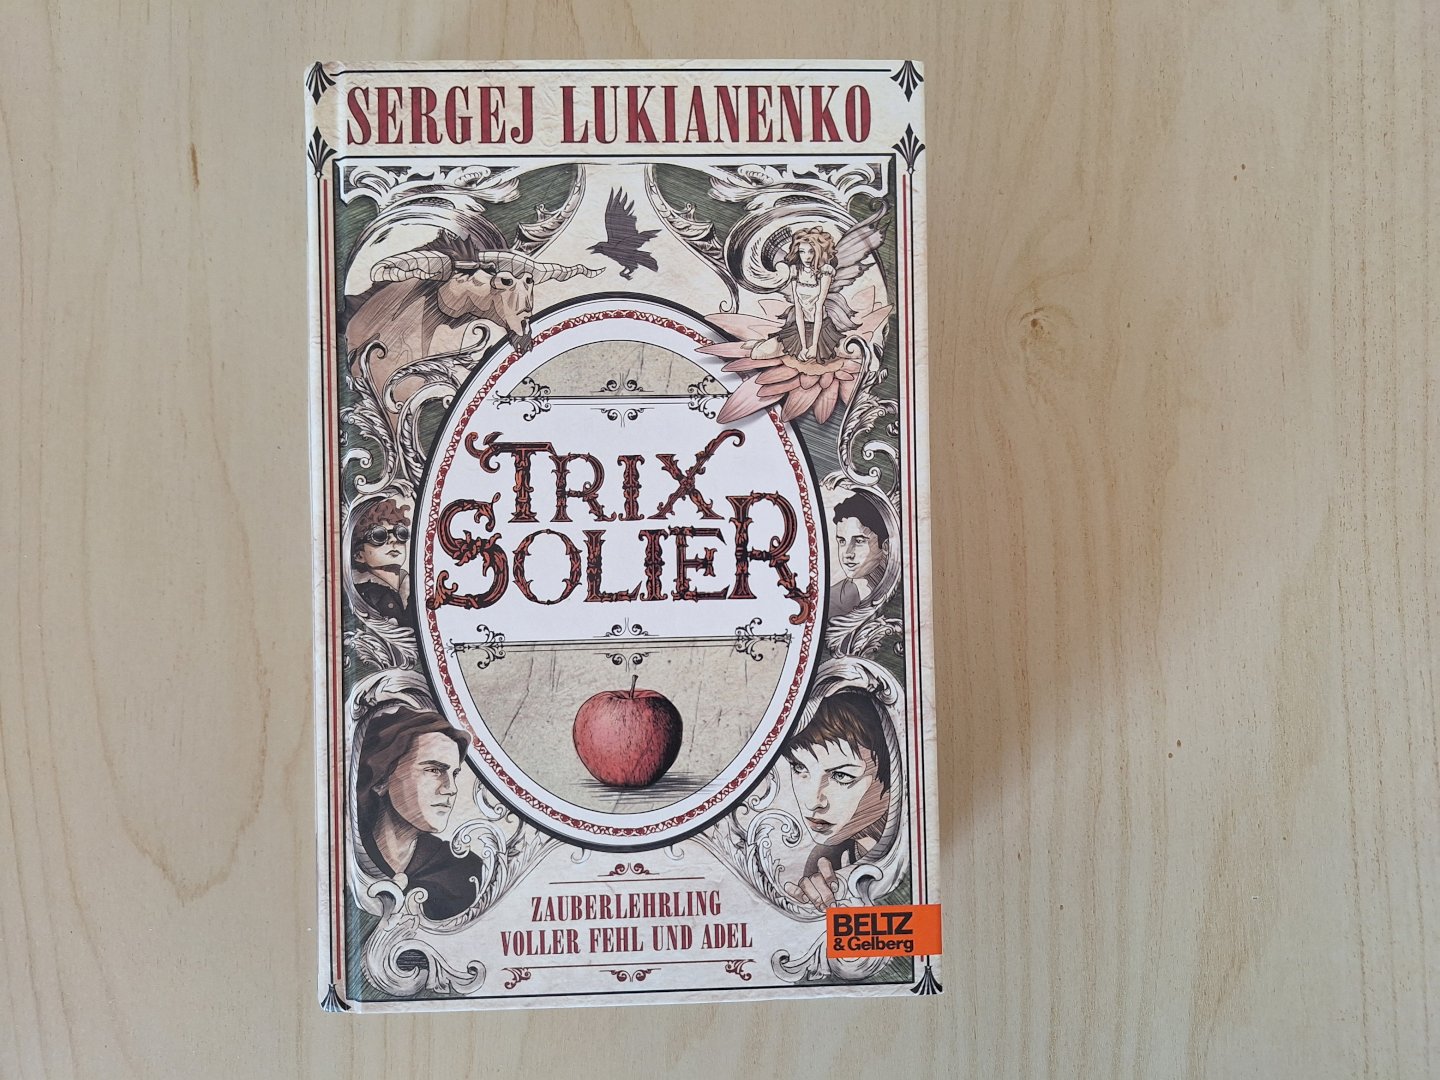 SERGEJ LUKIANENKO
TRIX
SOLIER
ZAUBERLEHRLING
VOLLER FEHL UND ADEL
BELTZ
& Gelberg